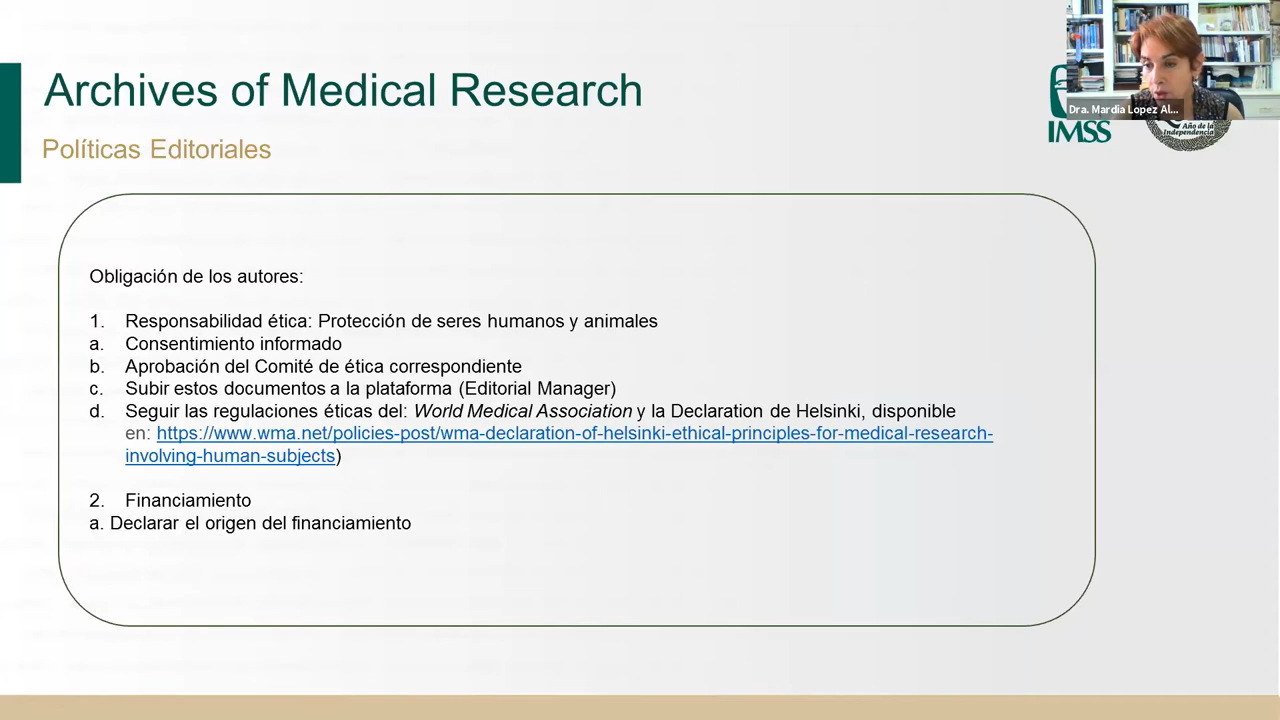 Archives of Medical Research
Políticas Editoriales
Dra. Mardia Lopez Al...
IMSS
Año de la
Independencia
Obligación de los autores:
1. Responsabilidad ética: Protección de seres humanos y animales
a. Consentimiento informado
b. Aprobación del Comité de ética correspondiente
c. Subir estos documentos a la plataforma (Editorial Manager)
d. Seguir las regulaciones éticas del: World Medical Association y la Declaration de Helsinki, disponible
en: https://www.wma.net/policies-post/wma-declaration-of-helsinki-ethical-principles-for-medical-research-
involving-human-subjects)
2. Financiamiento
a. Declarar el origen del financiamiento